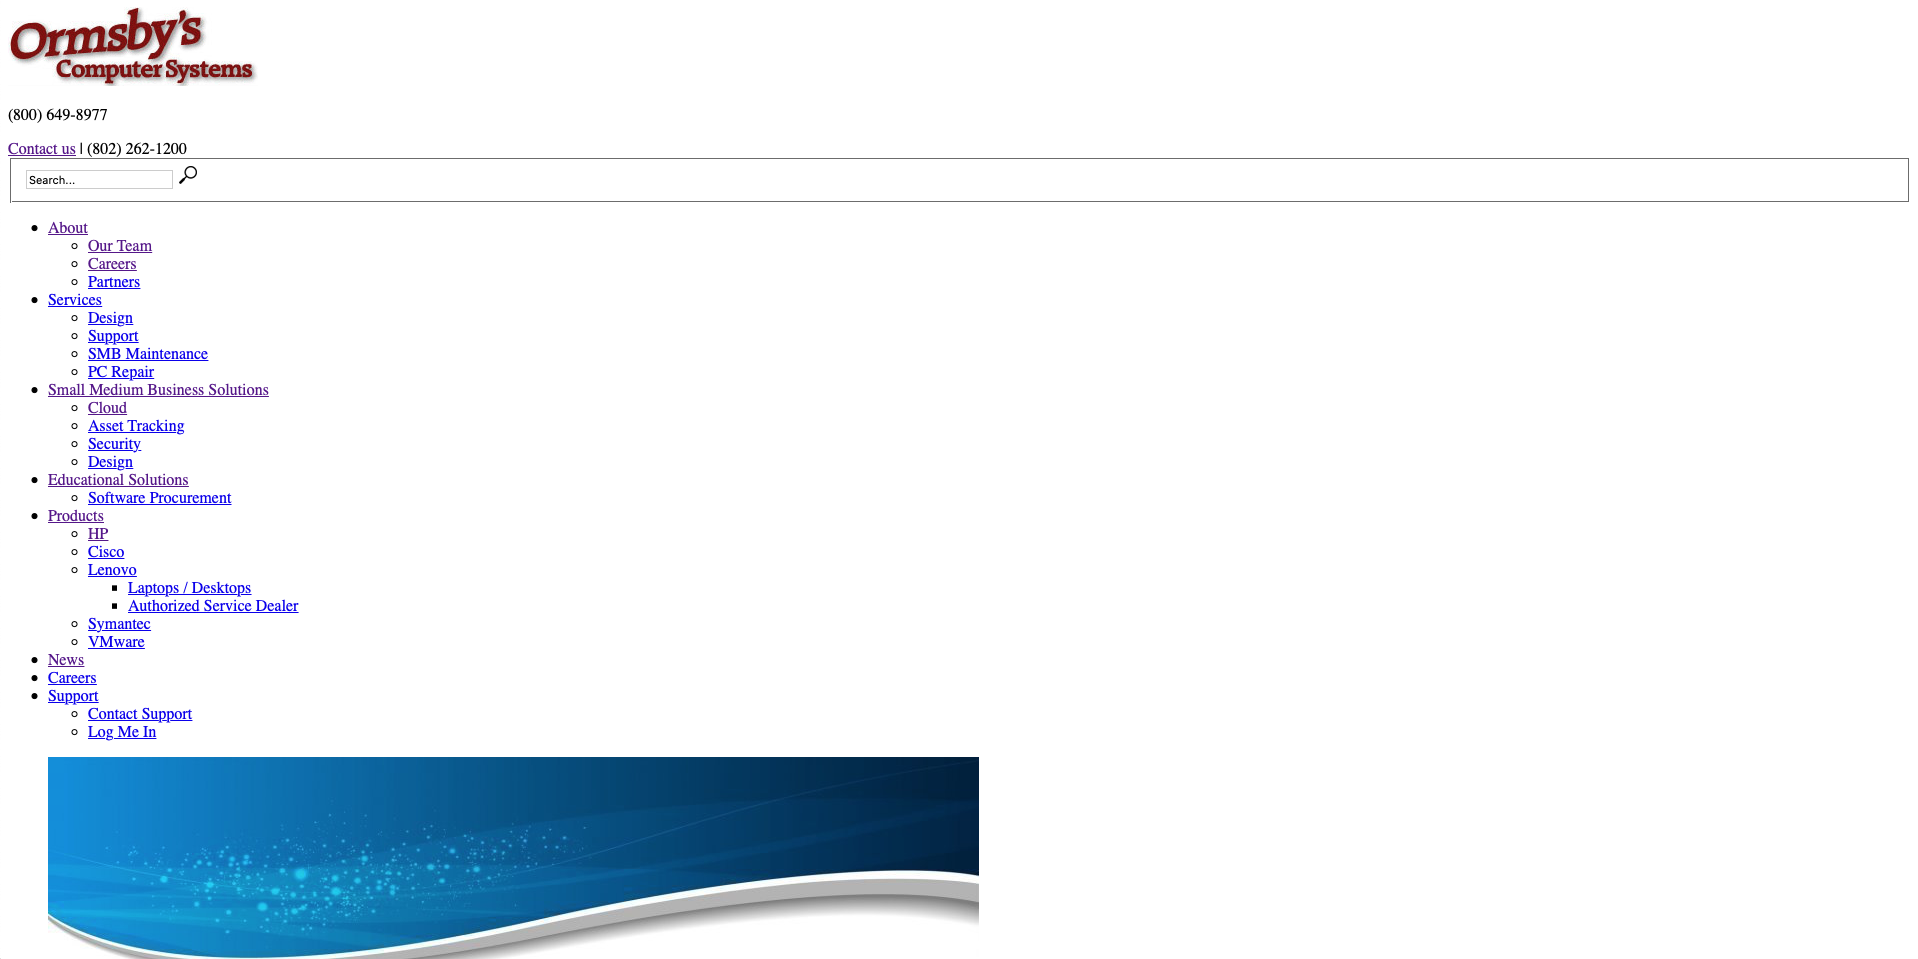 Ormsby's
Computer Systems
(800) 649-8977
Contact us | (802) 262-1200
Search...
About
Our Team
Careers
Partners
Services
Design
Support
SMB Maintenance
PC Repair
Small Medium Business Solutions
Cloud
Asset Tracking
Security
Design
Educational Solutions
Software Procurement
Products
HP
Cisco
Lenovo
Laptops / Desktops
Authorized Service Dealer
Symantec
VMware
News
Careers
Support
Contact Support
Log Me In